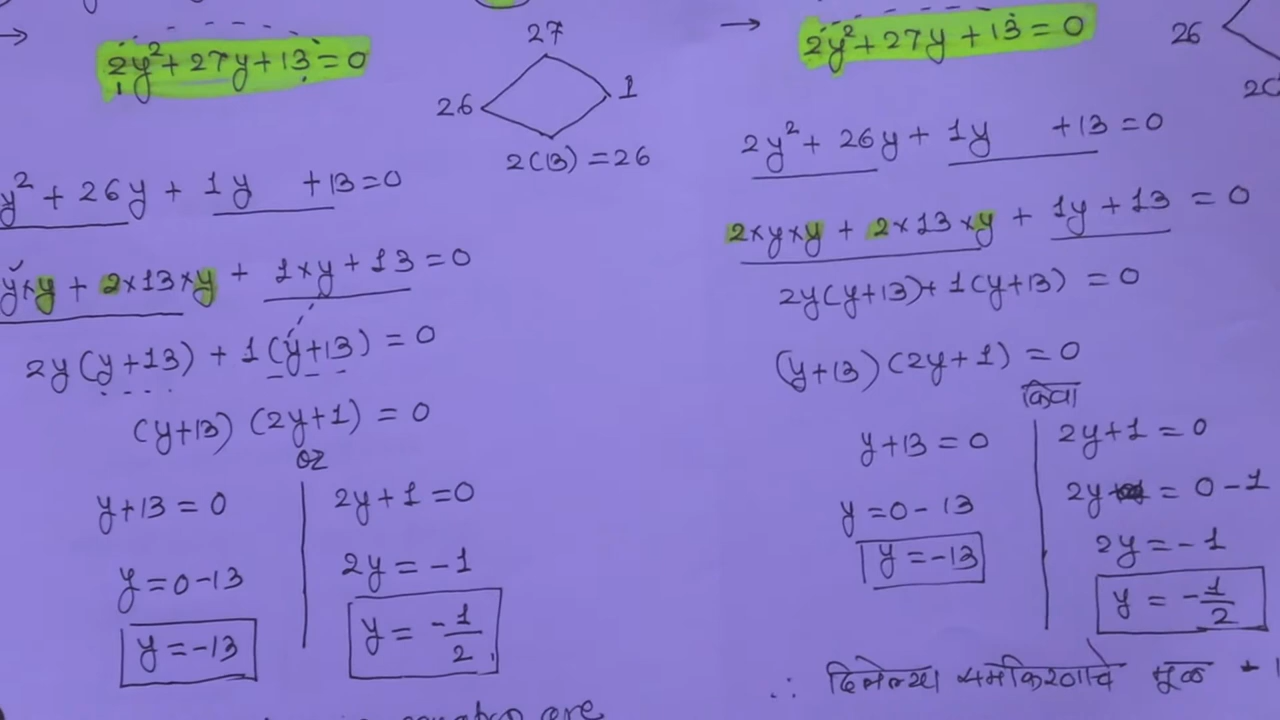 →
2y² + 27y + 13 = 0
27
26
1
2(13) = 26
y² + 26y + 1y +13 = 0
y×y + 2×13×y + 1×y + 13 = 0
2y(y+13) + 1(y+13) = 0
(y+13) (2y+1) = 0
or
y+13 = 0
2y+1 = 0
y = 0-13
2y = -1
y = -13
y = -1/2
are
→
2y² + 27y + 13 = 0
26
2y² + 26y + 1y +13 = 0
2×y×y + 2×13×y + 1y + 13 = 0
2y(y+13) + 1(y+13) = 0
(y+13) (2y+1) = 0
किंवा
y+13 = 0
2y+1 = 0
y = 0-13
2y = 0-1
y = -13
2y = -1
y = -1/2
∴ दिलेल्या समीकरणाचे मूळ -